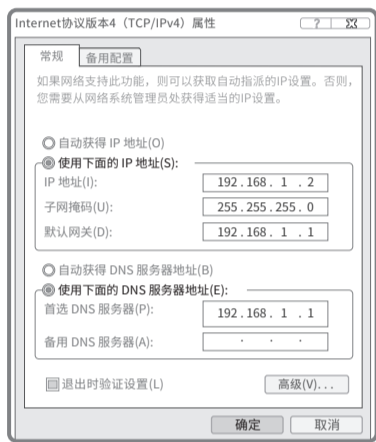 Internet协议版本4（TCP/IPv4）属性
常规 备用配置
如果网络支持此功能，则可以获取自动指派的IP设置。否则，
您需要从网络系统管理员处获得适当的IP设置。
自动获得 IP 地址(O)
使用下面的 IP 地址(S):
IP 地址(I): 192.168. 1 . 2
子网掩码(U): 255.255.255. 0
默认网关(D): 192.168. 1 . 1
自动获得 DNS 服务器地址(B)
使用下面的 DNS 服务器地址(E):
首选 DNS 服务器(P): 192.168. 1 . 1
备用 DNS 服务器(A): . . .
退出时验证设置(L) 高级(V)...
确定 取消